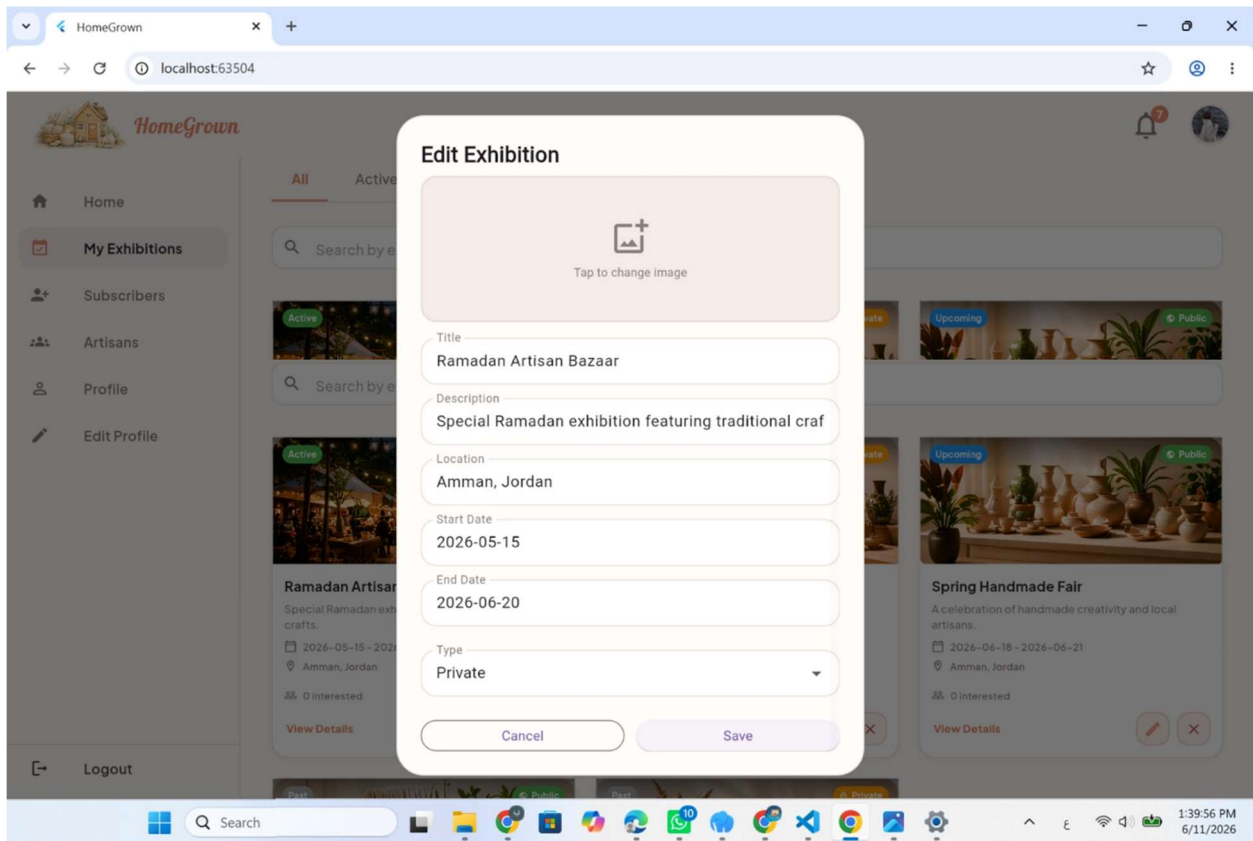 HomeGrown
localhost:63504
HomeGrown
7
Home
My Exhibitions
Subscribers
Artisans
Profile
Edit Profile
Logout
All Active
Search by e
Active
vate
Upcoming
Public
Search by e
Active
vate
Upcoming
Public
Ramadan Artisar
Special Ramadan exh
crafts.
2026-05-15 - 202
Amman, Jordan
0 interested
View Details
Spring Handmade Fair
A celebration of handmade creativity and local
artisans.
2026-06-18 - 2026-06-21
Amman, Jordan
0 interested
View Details
Past
Public
Past
Private
Edit Exhibition
Tap to change image
Title
Ramadan Artisan Bazaar
Description
Special Ramadan exhibition featuring traditional craf
Location
Amman, Jordan
Start Date
2026-05-15
End Date
2026-06-20
Type
Private
Cancel
Save
Search
10
ع
1:39:56 PM
6/11/2026